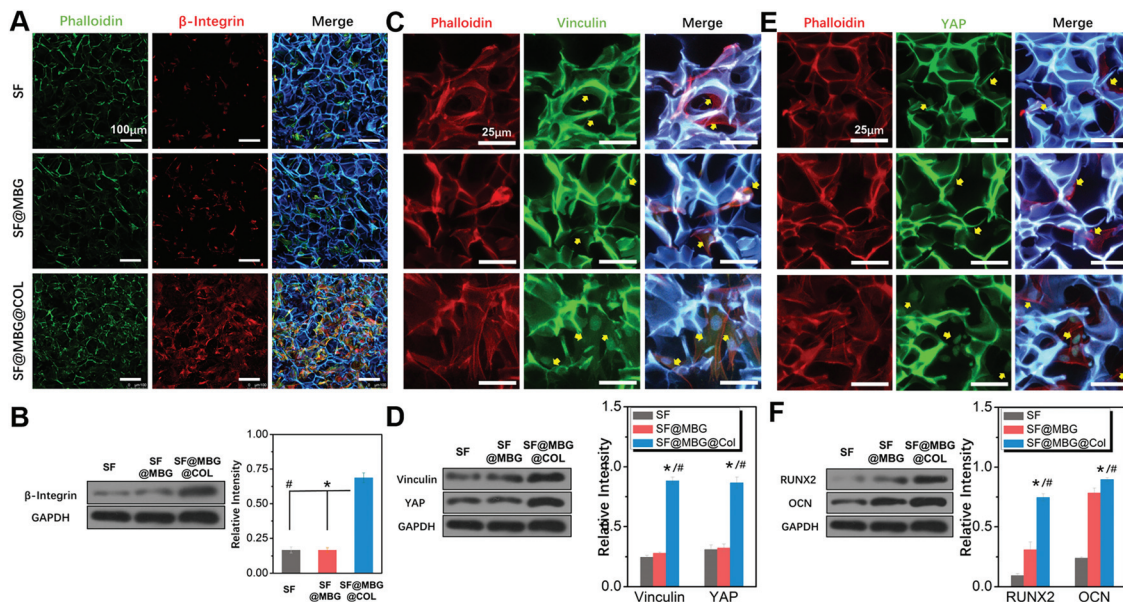 A
Phalloidin β-Integrin Merge
SF
100μm
SF@MBG
SF@MBG@COL
C
Phalloidin Vinculin Merge
25μm
E
Phalloidin YAP Merge
25μm
B
SF SF@MBG SF@MBG@COL
β-Integrin
GAPDH
Relative Intensity
1.00
0.75
0.50
0.25
0.00
# *
SF SF@MBG SF@MBG@COL
D
SF SF@MBG SF@MBG@COL
Vinculin
YAP
GAPDH
Relative Intensity
1.5
1.0
0.5
0.0
SF
SF@MBG
SF@MBG@Col
*/# */#
Vinculin YAP
F
SF SF@MBG SF@MBG@COL
RUNX2
OCN
GAPDH
Relative Intensity
1.5
1.0
0.5
0.0
SF
SF@MBG
SF@MBG@Col
*/# */#
RUNX2 OCN